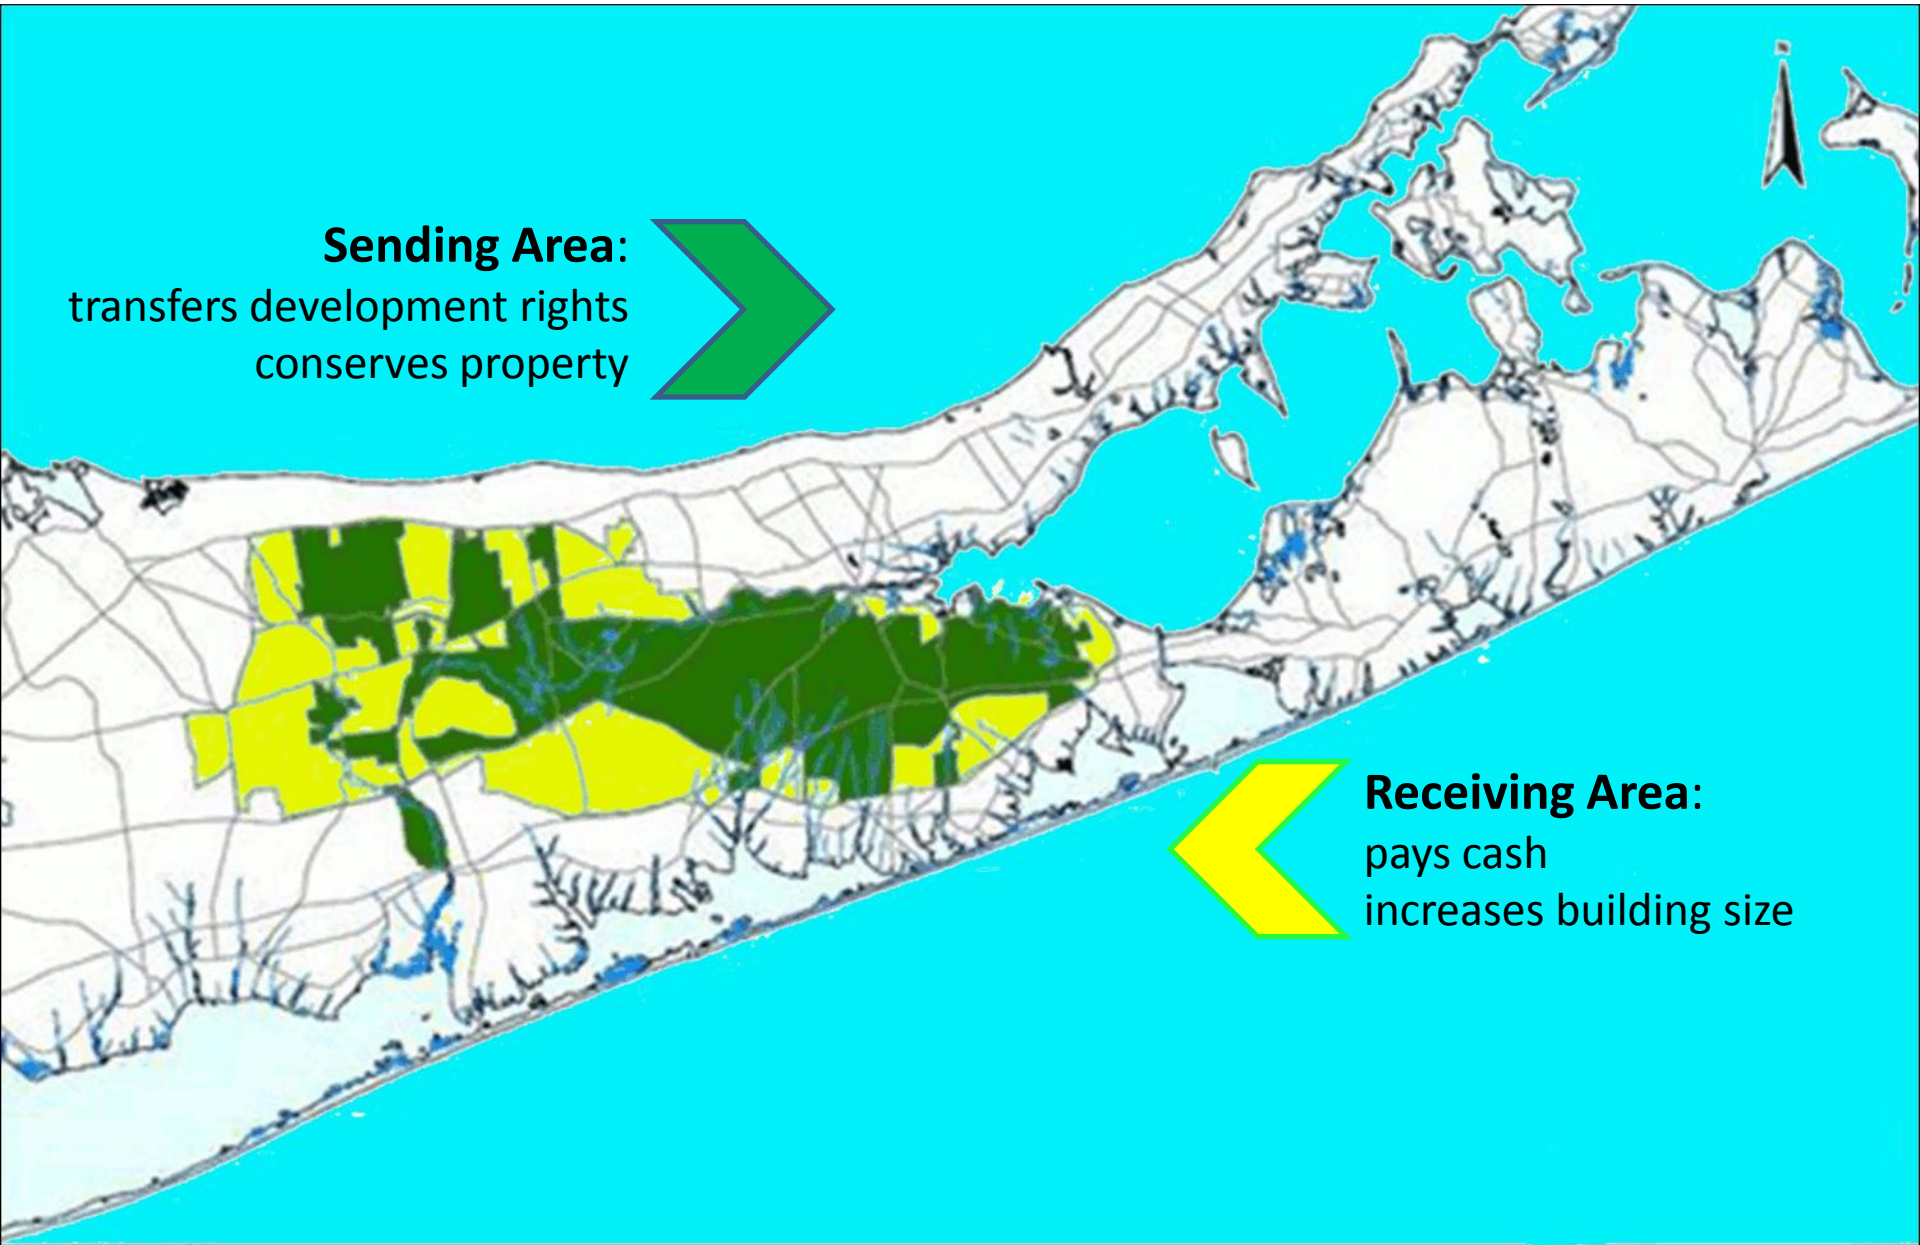 Sending Area:
transfers development rights
conserves property
Receiving Area:
pays cash
increases building size